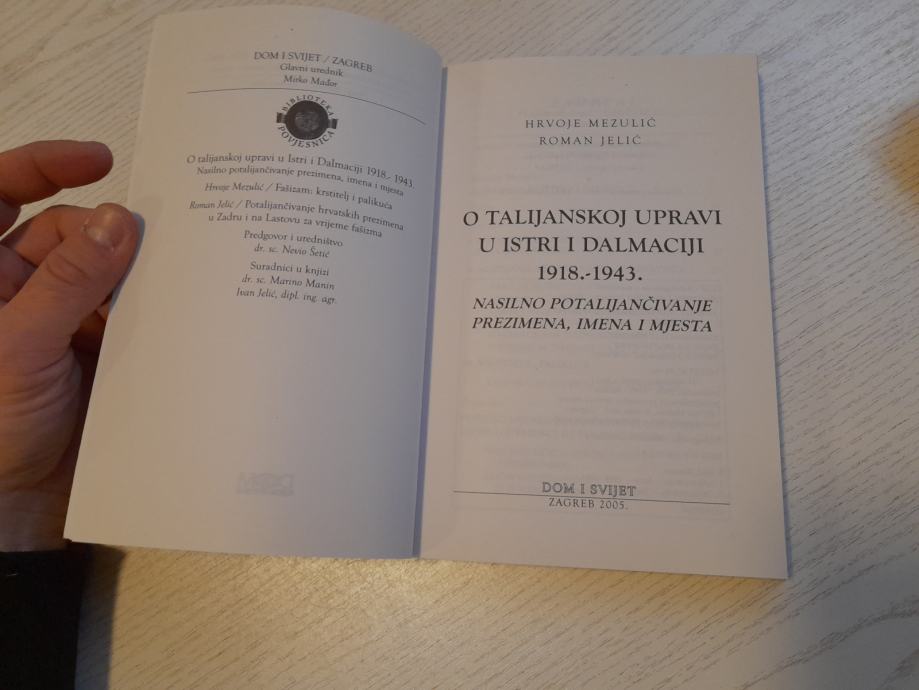 DOM I SVIJET / ZAGREB
Glavni urednik
Mirko Mađor
BIBLIOTEKA
POVJESNICA
O talijanskoj upravi u Istri i Dalmaciji 1918.- 1943.
Nasilno potalijančivanje prezimena, imena i mjesta
Hrvoje Mezulić / Fašizam: krstitelj i palikuća
Roman Jelić / Potalijančivanje hrvatskih prezimena
u Zadru i na Lastovu za vrijeme fašizma
Predgovor i uredništvo
dr. sc. Nevio Šetić
Suradnici u knjizi
dr. sc. Marino Manin
Ivan Jelić, dipl. ing. agr.
HRVOJE MEZULIĆ
ROMAN JELIĆ
O TALIJANSKOJ UPRAVI
U ISTRI I DALMACIJI
1918.-1943.
NASILNO POTALIJANČIVANJE
PREZIMENA, IMENA I MJESTA
DOM I SVIJET
ZAGREB 2005.